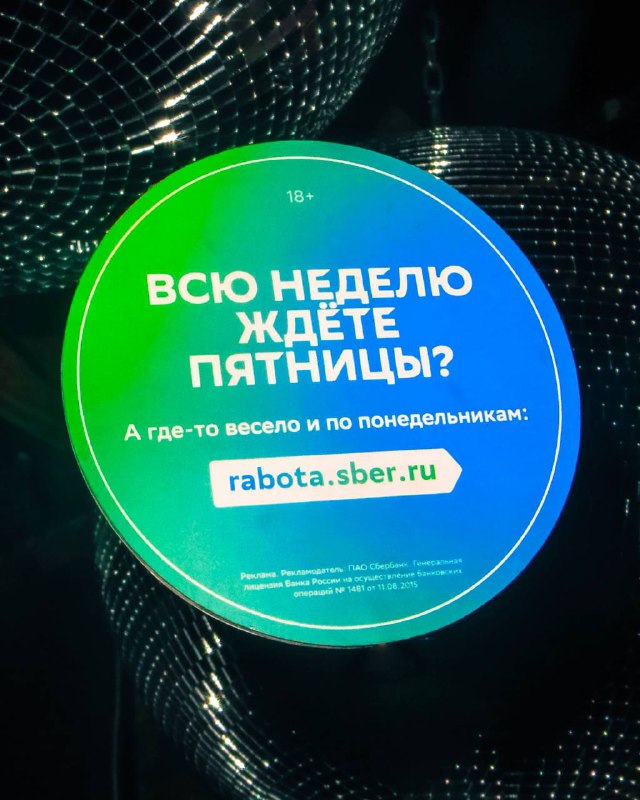 18+
ВСЮ НЕДЕЛЮ
ЖДЁТЕ
ПЯТНИЦЫ?
А где-то весело и по понедельникам:
rabota.sber.ru
Реклама. Рекламодатель: ПАО Сбербанк. Генеральная
лицензия Банка России на осуществление банковских
операций № 1481 от 11.08.2015